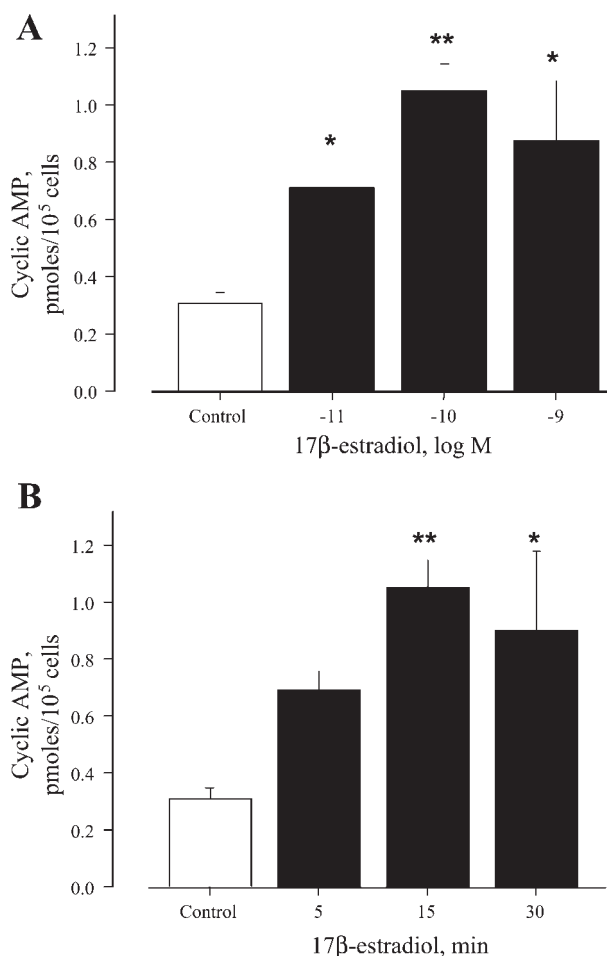 A
**
*
*
1.2
1.0
0.8
0.6
0.4
0.2
0.0
Cyclic AMP,
pmoles/10⁵ cells
Control -11 -10 -9
17β-estradiol, log M
B
** *
1.2
1.0
0.8
0.6
0.4
0.2
0.0
Cyclic AMP,
pmoles/10⁵ cells
Control 5 15 30
17β-estradiol, min